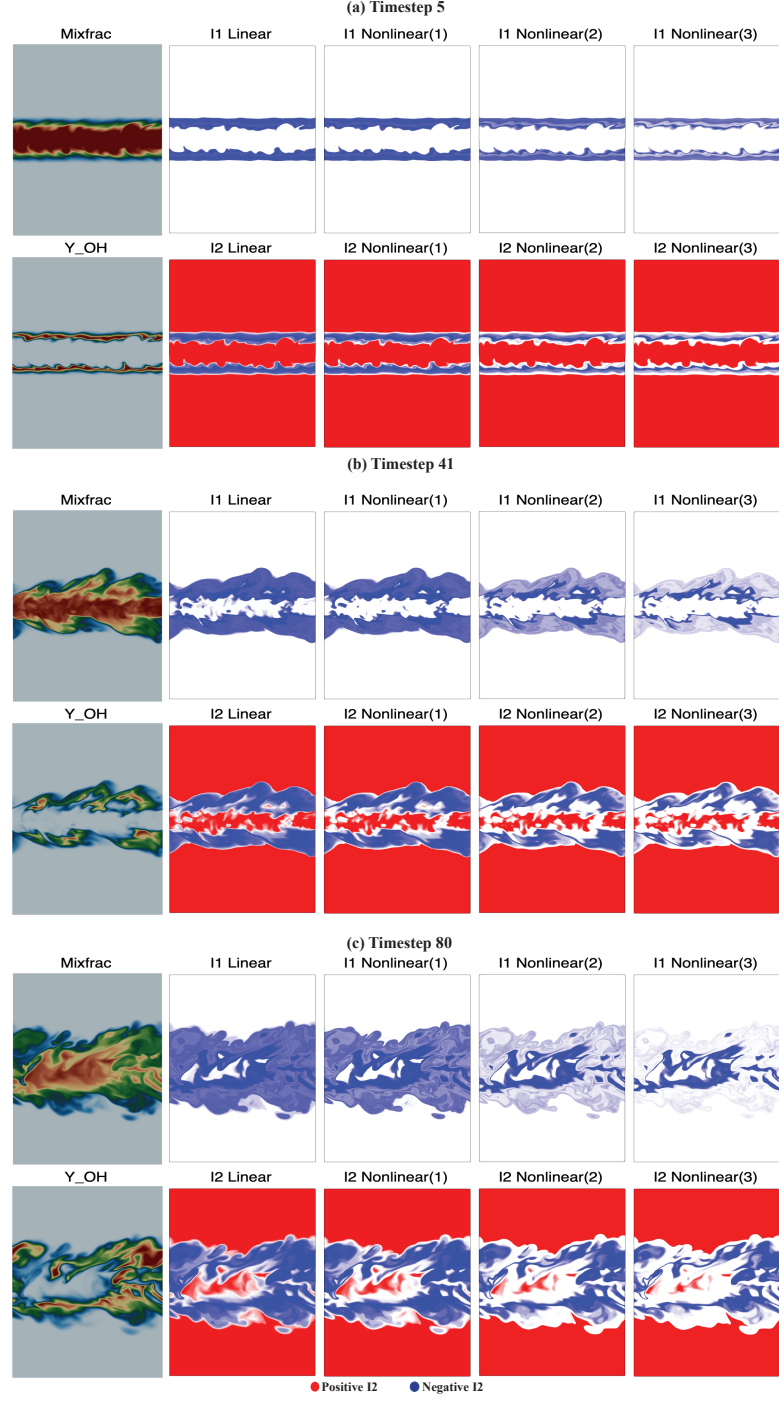 (a) Timestep 5
Mixfrac I1 Linear I1 Nonlinear(1) I1 Nonlinear(2) I1 Nonlinear(3)
Y_OH I2 Linear I2 Nonlinear(1) I2 Nonlinear(2) I2 Nonlinear(3)
(b) Timestep 41
Mixfrac I1 Linear I1 Nonlinear(1) I1 Nonlinear(2) I1 Nonlinear(3)
Y_OH I2 Linear I2 Nonlinear(1) I2 Nonlinear(2) I2 Nonlinear(3)
(c) Timestep 80
Mixfrac I1 Linear I1 Nonlinear(1) I1 Nonlinear(2) I1 Nonlinear(3)
Y_OH I2 Linear I2 Nonlinear(1) I2 Nonlinear(2) I2 Nonlinear(3)
Positive I2 Negative I2